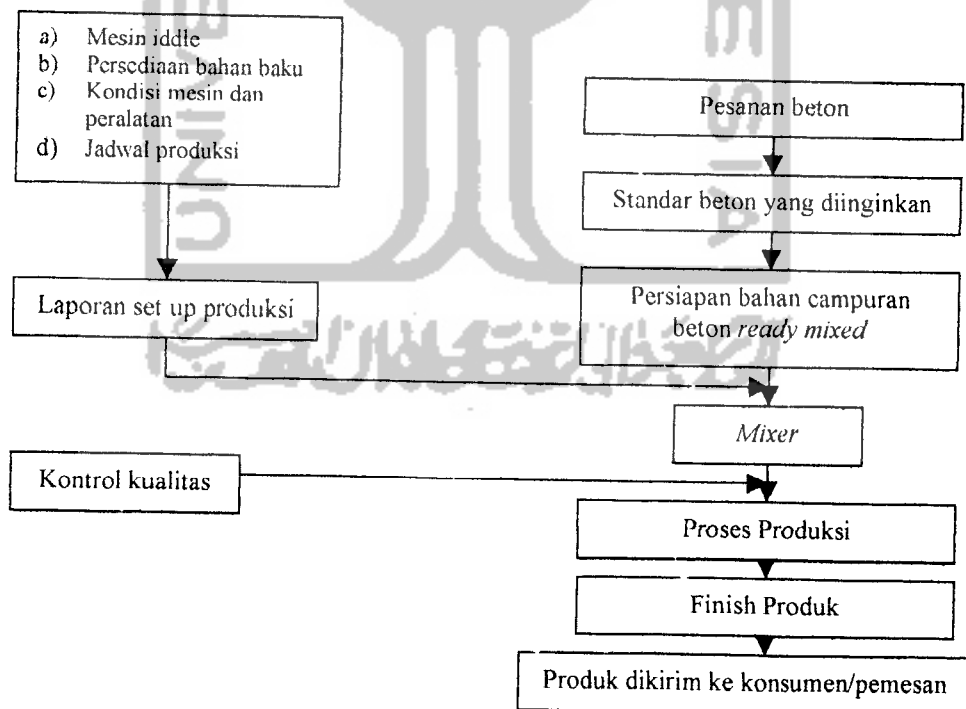 a) Mesin iddle
b) Persediaan bahan baku
c) Kondisi mesin dan
peralatan
d) Jadwal produksi
Laporan set up produksi
Kontrol kualitas
Pesanan beton
Standar beton yang diinginkan
Persiapan bahan campuran
beton ready mixed
Mixer
Proses Produksi
Finish Produk
Produk dikirim ke konsumen/pemesan